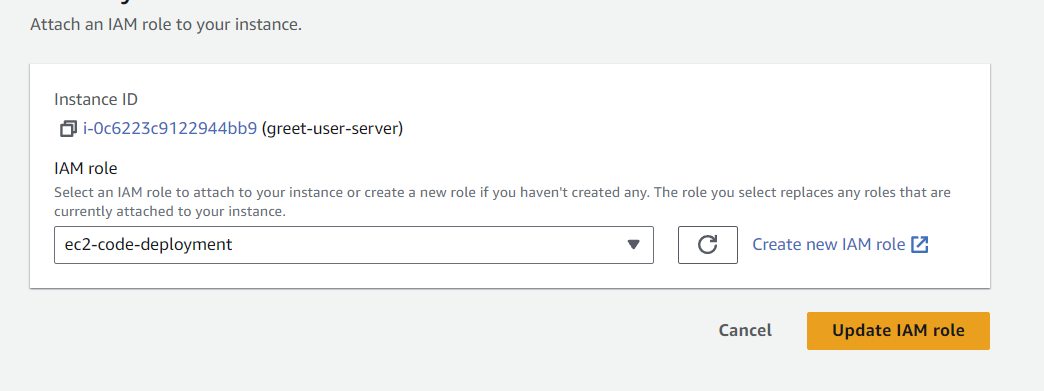 Attach an IAM role to your instance.
Instance ID
i-0c6223c9122944bb9 (greet-user-server)
IAM role
Select an IAM role to attach to your instance or create a new role if you haven't created any. The role you select replaces any roles that are
currently attached to your instance.
ec2-code-deployment
Create new IAM role
Cancel
Update IAM role